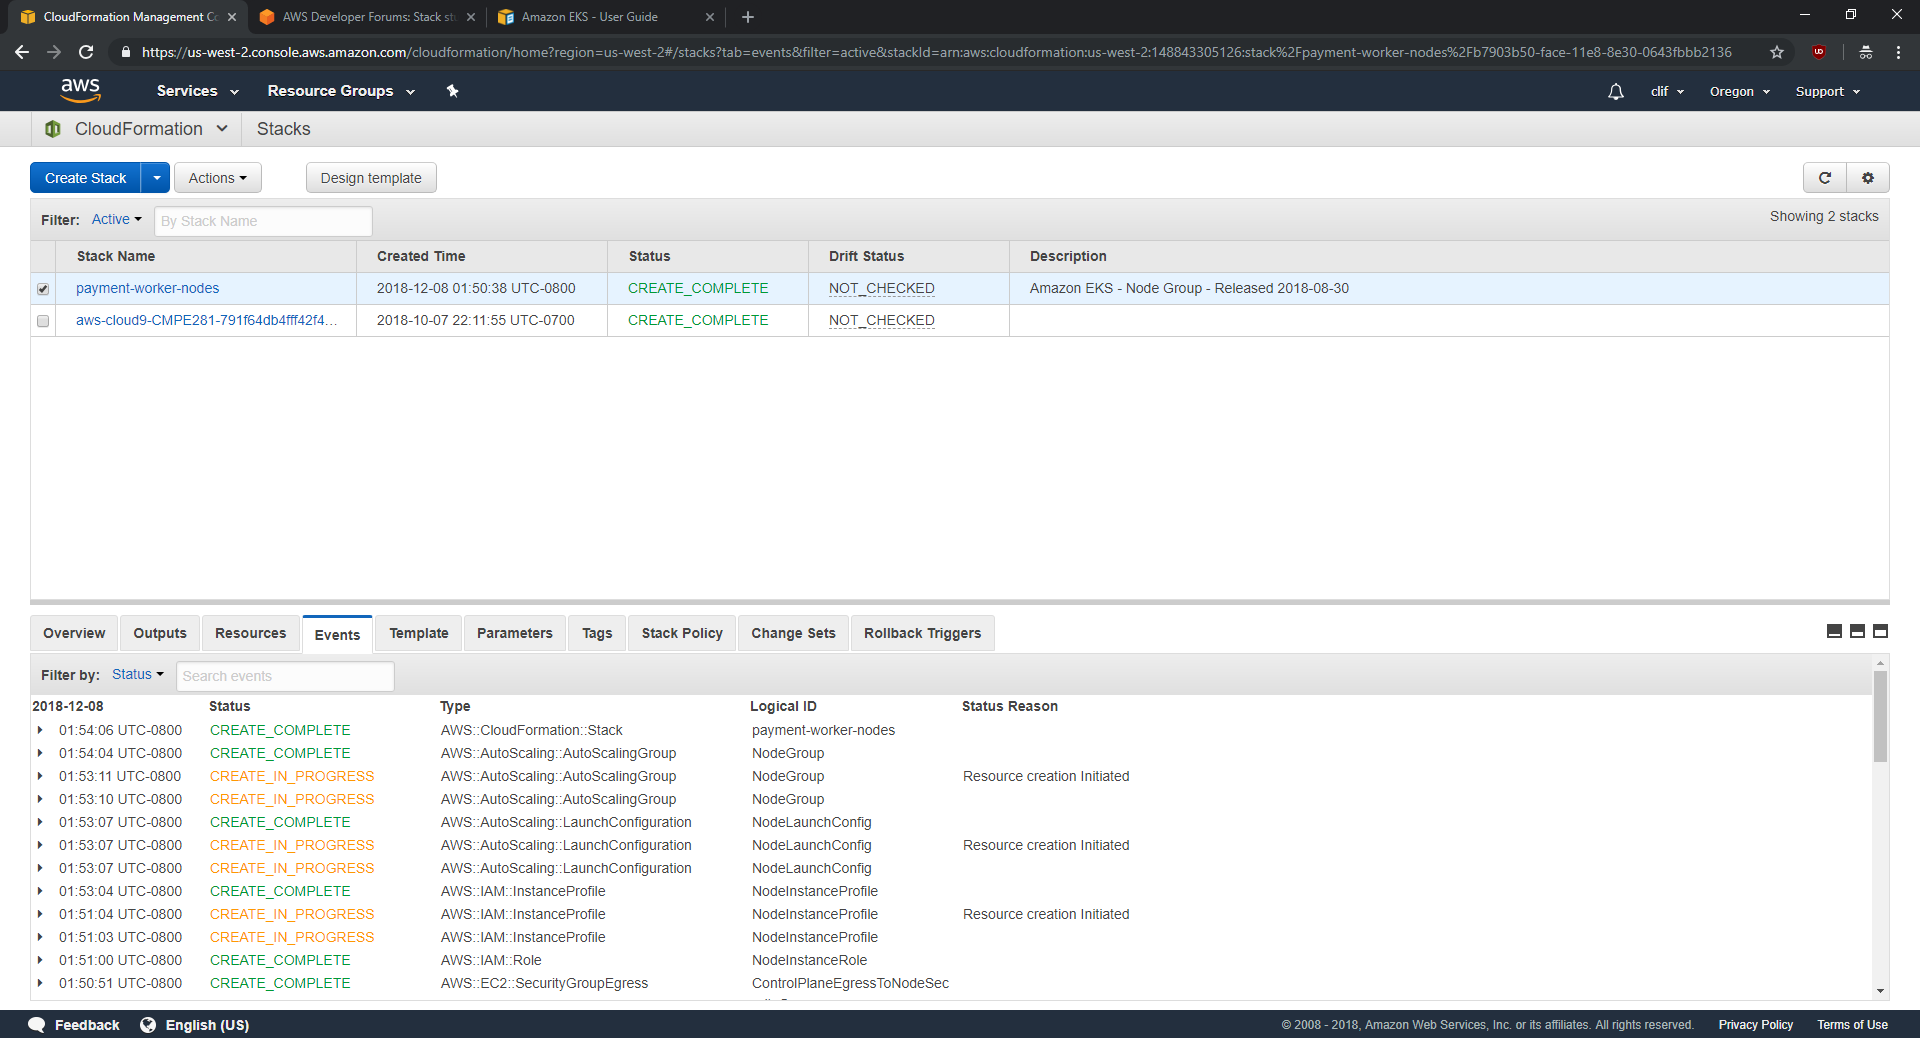 CloudFormation Management Co
AWS Developer Forums: Stack stu
Amazon EKS - User Guide
https://us-west-2.console.aws.amazon.com/cloudformation/home?region=us-west-2#/stacks?tab=events&filter=active&stackId=arn:aws:cloudformation:us-west-2:148843305126:stack%2Fpayment-worker-nodes%2Fb7903b50-face-11e8-8e30-0643fbbb2136
aws Services Resource Groups clif Oregon Support
CloudFormation Stacks
Create Stack Actions Design template
Filter: Active By Stack Name Showing 2 stacks
Stack Name Created Time Status Drift Status Description
payment-worker-nodes 2018-12-08 01:50:38 UTC-0800 CREATE_COMPLETE NOT_CHECKED Amazon EKS - Node Group - Released 2018-08-30
aws-cloud9-CMPE281-791f64db4fff42f4... 2018-10-07 22:11:55 UTC-0700 CREATE_COMPLETE NOT_CHECKED
Overview Outputs Resources Events Template Parameters Tags Stack Policy Change Sets Rollback Triggers
Filter by: Status Search events
2018-12-08 Status Type Logical ID Status Reason
01:54:06 UTC-0800 CREATE_COMPLETE AWS::CloudFormation::Stack payment-worker-nodes
01:54:04 UTC-0800 CREATE_COMPLETE AWS::AutoScaling::AutoScalingGroup NodeGroup
01:53:11 UTC-0800 CREATE_IN_PROGRESS AWS::AutoScaling::AutoScalingGroup NodeGroup Resource creation Initiated
01:53:10 UTC-0800 CREATE_IN_PROGRESS AWS::AutoScaling::AutoScalingGroup NodeGroup
01:53:07 UTC-0800 CREATE_COMPLETE AWS::AutoScaling::LaunchConfiguration NodeLaunchConfig
01:53:07 UTC-0800 CREATE_IN_PROGRESS AWS::AutoScaling::LaunchConfiguration NodeLaunchConfig Resource creation Initiated
01:53:07 UTC-0800 CREATE_IN_PROGRESS AWS::AutoScaling::LaunchConfiguration NodeLaunchConfig
01:53:04 UTC-0800 CREATE_COMPLETE AWS::IAM::InstanceProfile NodeInstanceProfile
01:51:04 UTC-0800 CREATE_IN_PROGRESS AWS::IAM::InstanceProfile NodeInstanceProfile Resource creation Initiated
01:51:03 UTC-0800 CREATE_IN_PROGRESS AWS::IAM::InstanceProfile NodeInstanceProfile
01:51:00 UTC-0800 CREATE_COMPLETE AWS::IAM::Role NodeInstanceRole
01:50:51 UTC-0800 CREATE_COMPLETE AWS::EC2::SecurityGroupEgress ControlPlaneEgressToNodeSec
Feedback English (US) © 2008 - 2018, Amazon Web Services, Inc. or its affiliates. All rights reserved. Privacy Policy Terms of Use